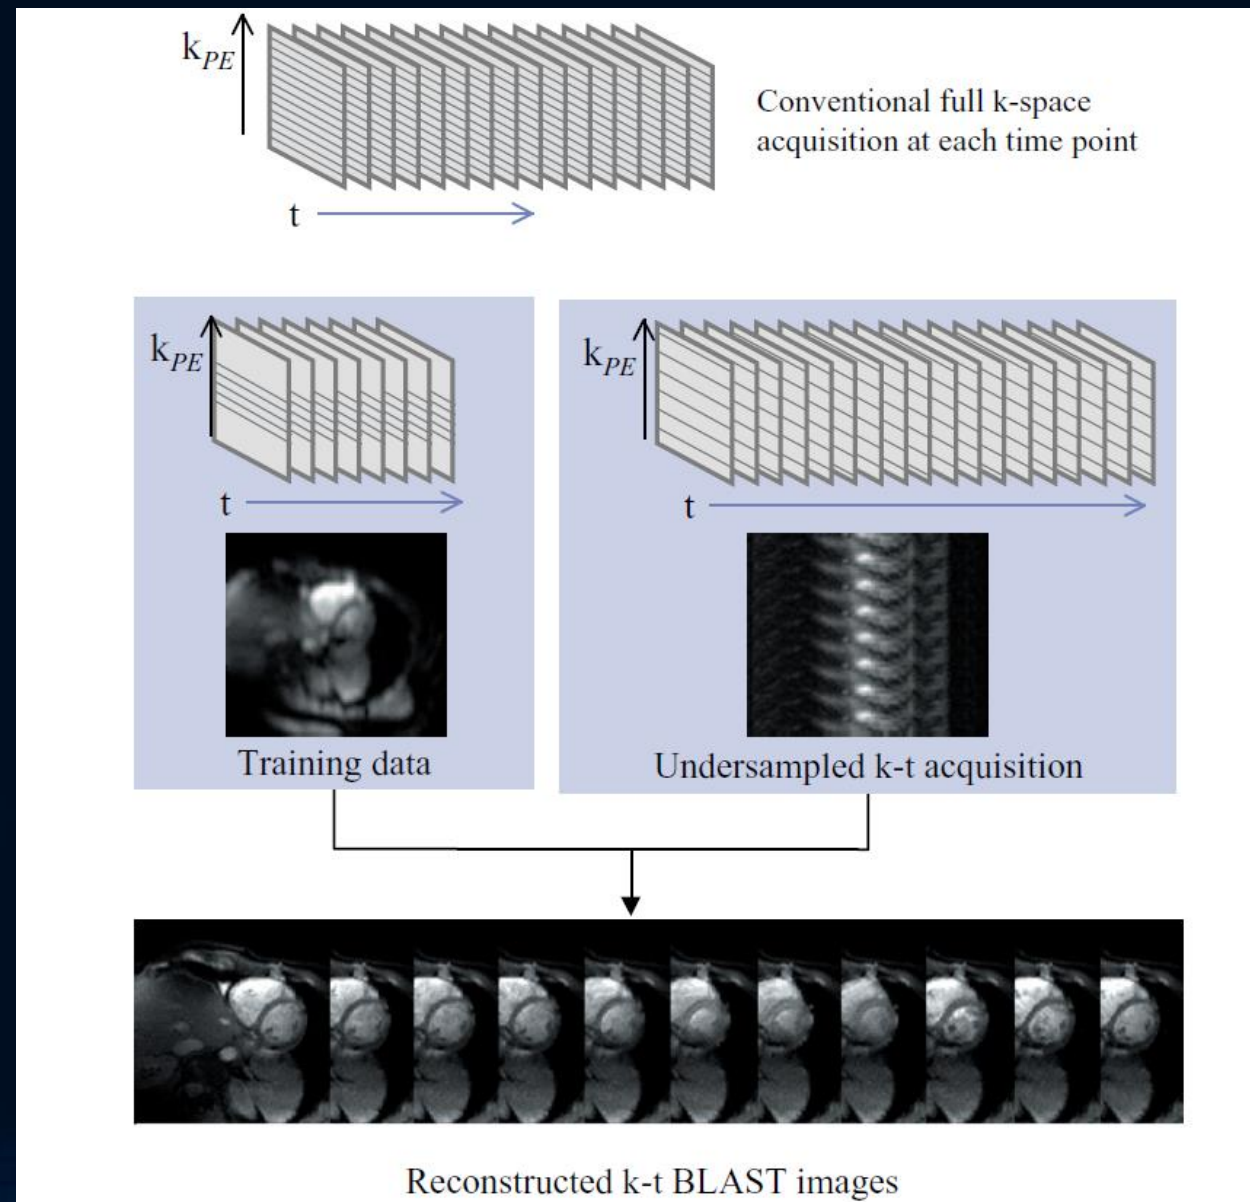 k_PE
Conventional full k-space
acquisition at each time point
t
k_PE
t
Training data
k_PE
t
Undersampled k-t acquisition
Reconstructed k-t BLAST images